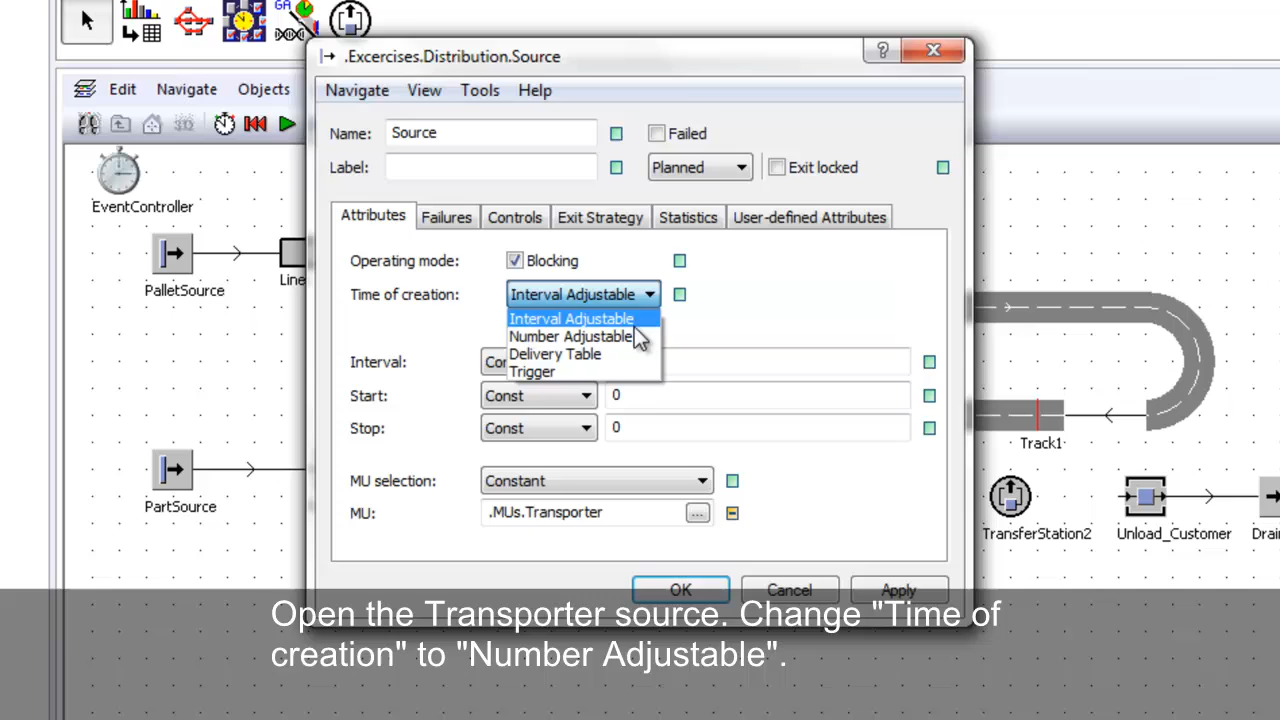 GA
.Excercises.Distribution.Source
?
Navigate View Tools Help
Edit Navigate Objects
Name: Source Failed
Label: Planned Exit locked
EventController
Attributes Failures Controls Exit Strategy Statistics User-defined Attributes
Operating mode: Blocking
Time of creation: Interval Adjustable
Interval Adjustable
Number Adjustable
Delivery Table
Trigger
PalletSource
Interval:
Start: Const 0
Stop: Const 0
Track1
MU selection: Constant
MU: .MUs.Transporter ...
PartSource
TransferStation2 Unload_Customer
OK Cancel Apply
Open the Transporter source. Change "Time of
creation" to "Number Adjustable".